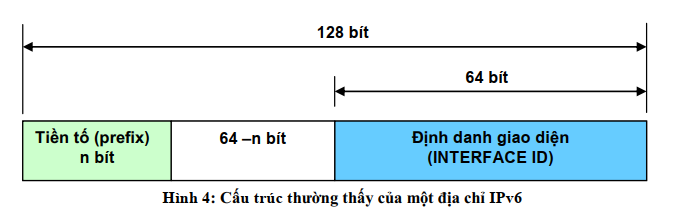 128 bít
64 bít
Tiền tố (prefix)
n bít
64 –n bít
Định danh giao diện
(INTERFACE ID)
Hình 4: Cấu trúc thường thấy của một địa chỉ IPv6